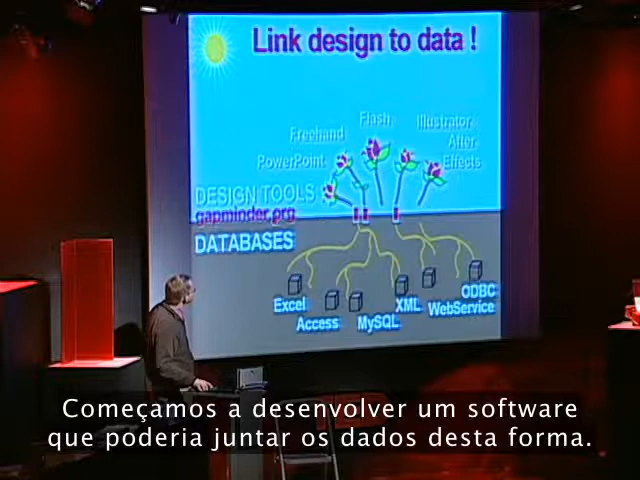 Link design to data !
Flash
Illustrator
Freehand
After
PowerPoint
Effects
DESIGN TOOLS
gapminder.org
DATABASES
ODBC
Excel
XML
WebService
Access
MySQL
Começamos a desenvolver um software
que poderia juntar os dados desta forma.